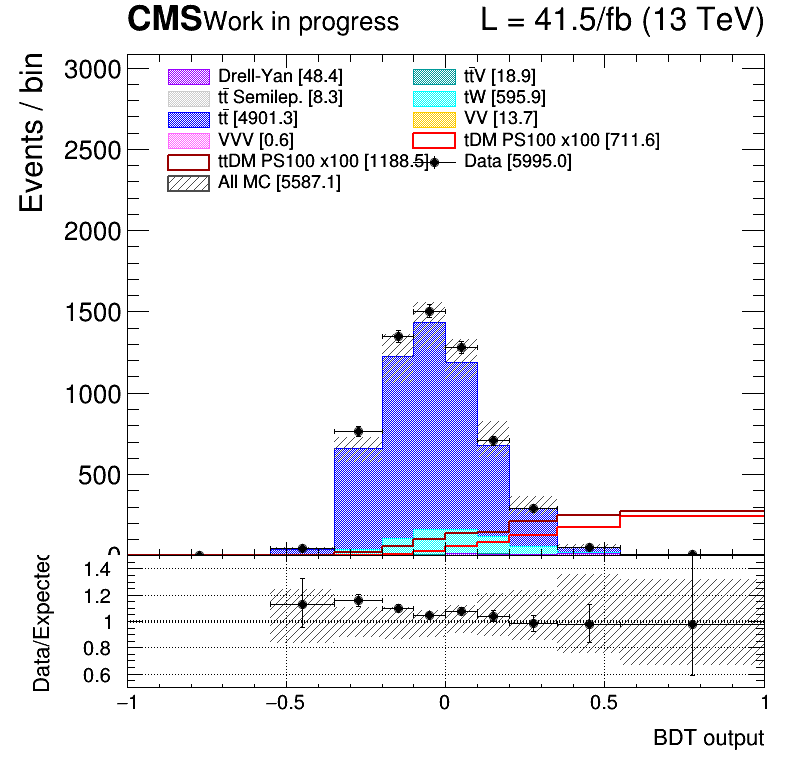 CMS Work in progress L = 41.5/fb (13 TeV)
Events / bin
3000
2500
2000
1500
1000
500
0
Drell-Yan [48.4]
tt̄V [18.9]
tt̄ Semilep. [8.3]
tW [595.9]
tt̄ [4901.3]
VV [13.7]
VVV [0.6]
tDM PS100 x100 [711.6]
ttDM PS100 x100 [1188.5]
Data [5995.0]
All MC [5587.1]
Data/Expected
1.4
1.2
1
0.8
0.6
−1
−0.5
0
0.5
1
BDT output